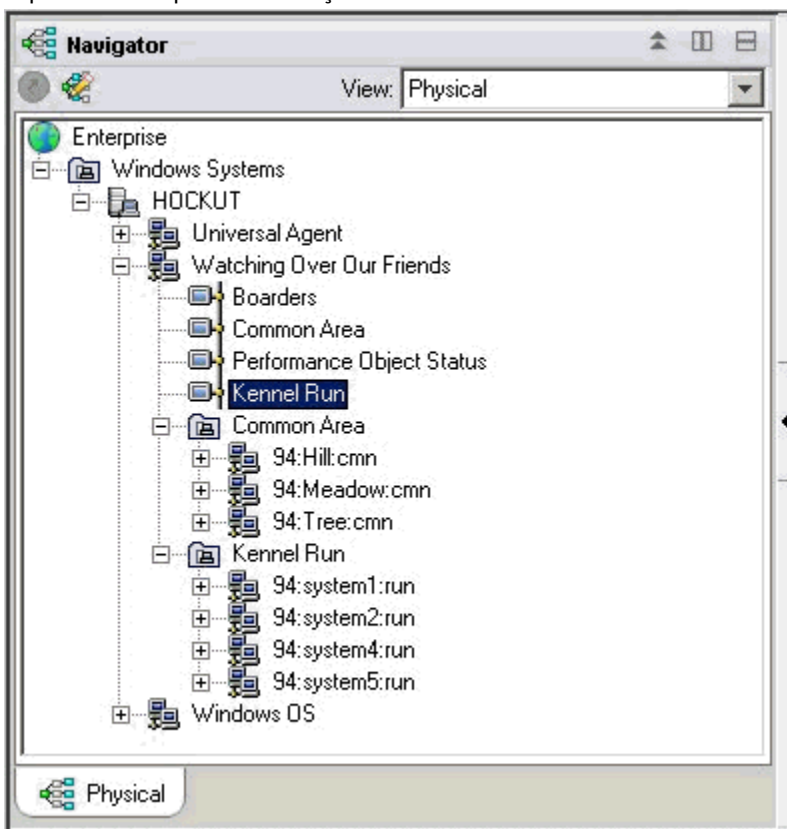 Navigator
View: Physical
Enterprise
Windows Systems
HOCKUT
Universal Agent
Watching Over Our Friends
Boarders
Common Area
Performance Object Status
Kennel Run
Common Area
94:Hill:cmn
94:Meadow:cmn
94:Tree:cmn
Kennel Run
94:system1:run
94:system2:run
94:system4:run
94:system5:run
Windows OS
Physical